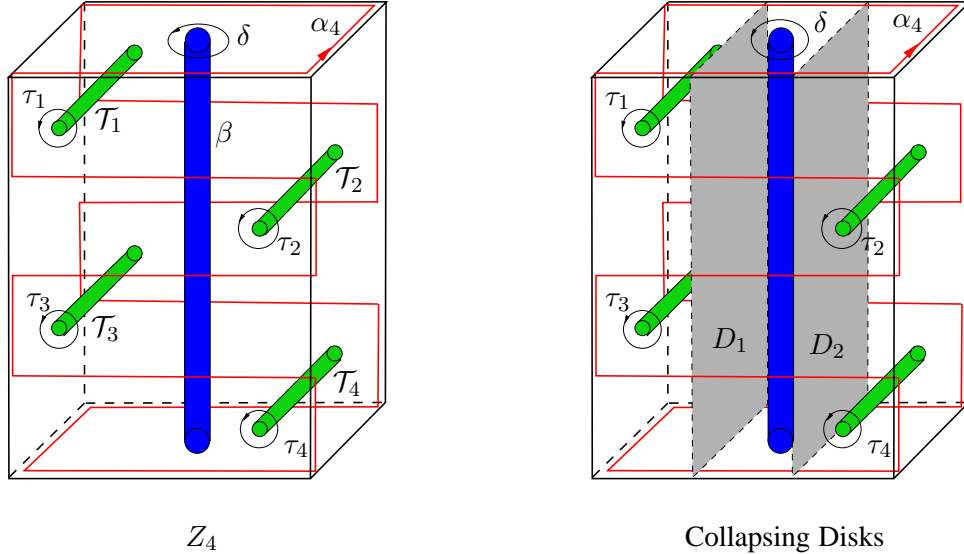 α₄ α₄
δ δ
τ₁ 𝒯₁ τ₁
β
𝒯₂
τ₂ τ₂
τ₃ 𝒯₃ τ₃
D₁ D₂
𝒯₄
τ₄ τ₄
Z₄ Collapsing Disks